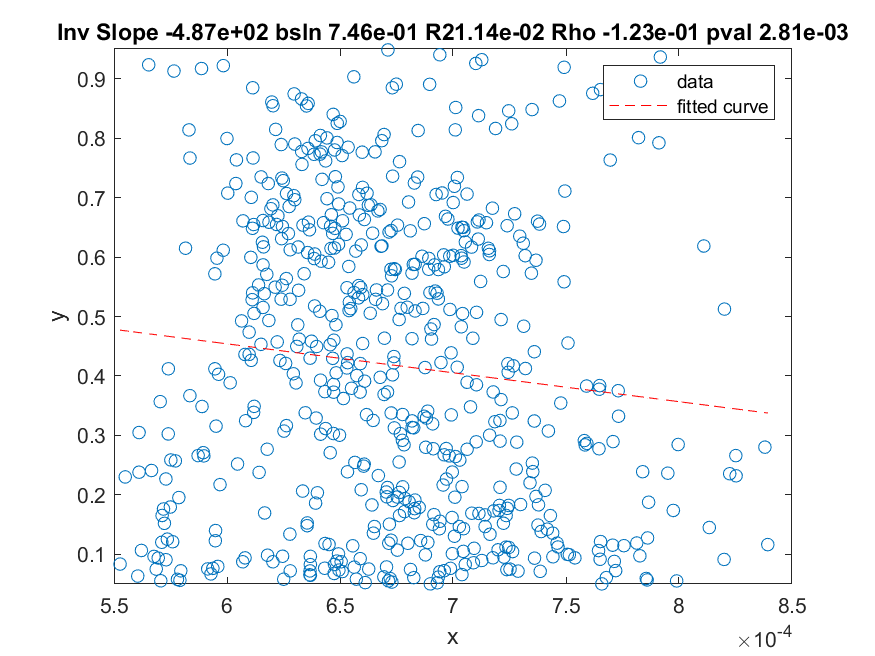 Inv Slope -4.87e+02 bsln 7.46e-01 R21.14e-02 Rho -1.23e-01 pval 2.81e-03
data
fitted curve
0.9
0.8
0.7
0.6
0.5
0.4
0.3
0.2
0.1
y
5.5 6 6.5 7 7.5 8 8.5
x
×10⁻⁴